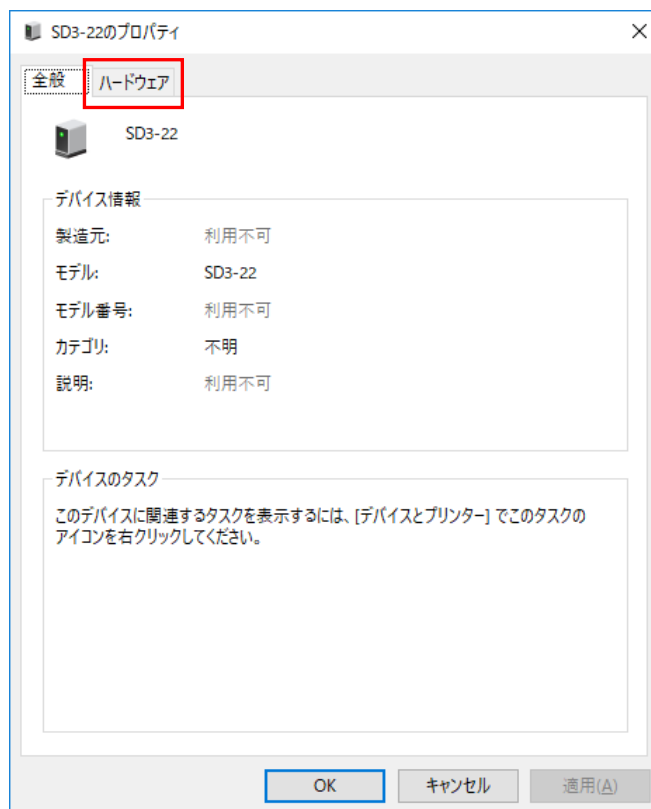 SD3-22のプロパティ
全般
ハードウェア
SD3-22
デバイス情報
製造元: 利用不可
モデル: SD3-22
モデル番号: 利用不可
カテゴリ: 不明
説明: 利用不可
デバイスのタスク
このデバイスに関連するタスクを表示するには、[デバイスとプリンター] でこのタスクの
アイコンを右クリックしてください。
OK キャンセル 適用(A)